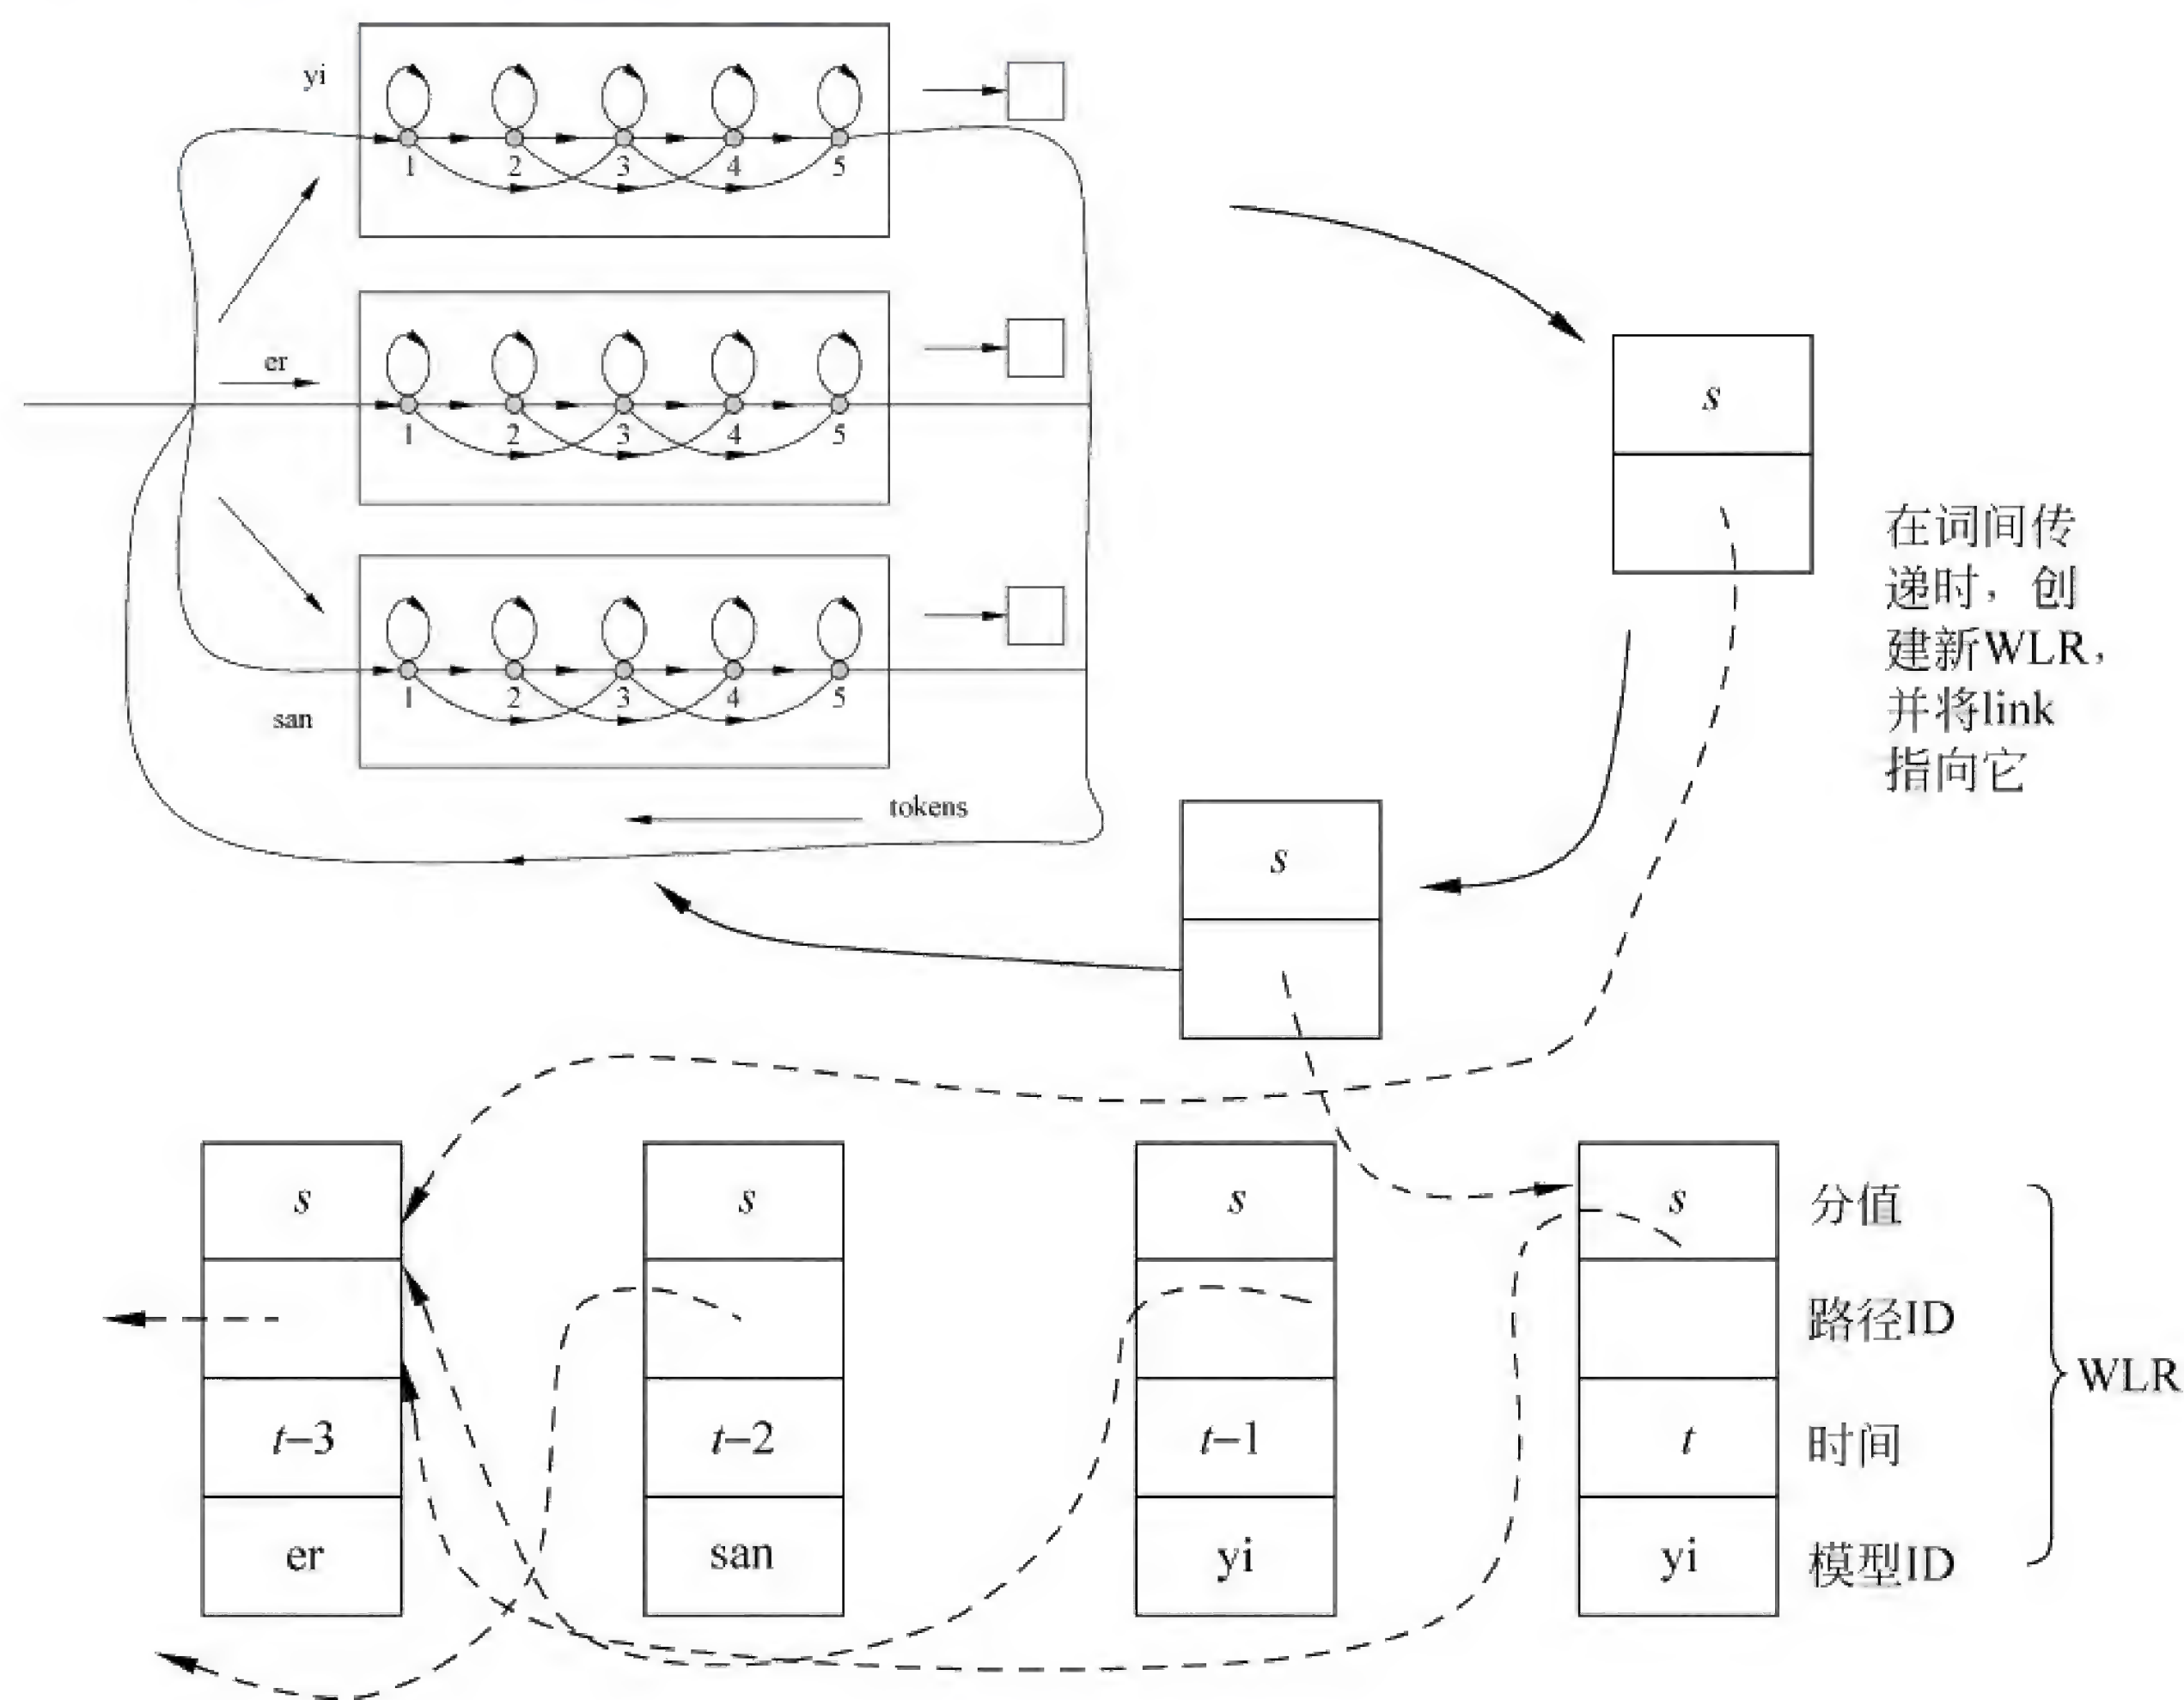 yi
1 2 3 4 5
er
1 2 3 4 5
san
1 2 3 4 5
tokens
s
在词间传
递时，创
建新WLR，
并将link
指向它
s
s s s s 分值
路径ID
t–3 t–2 t–1 t 时间
WLR
er san yi yi 模型ID